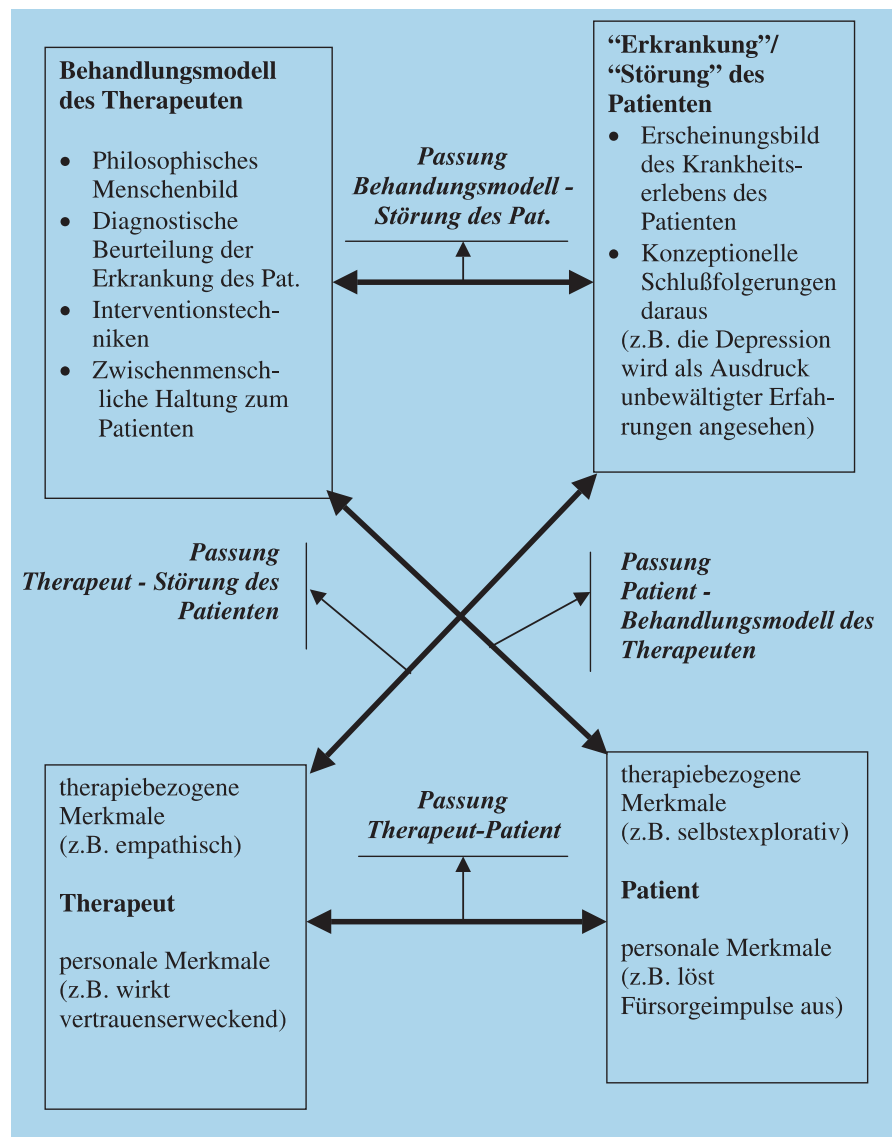 Behandlungsmodell
des Therapeuten
• Philosophisches
Menschenbild
• Diagnostische
Beurteilung der
Erkrankung des Pat.
• Interventionstech-
niken
• Zwischenmensch-
liche Haltung zum
Patienten
Passung
Behandungsmodell -
Störung des Pat.
“Erkrankung”/
“Störung” des
Patienten
• Erscheinungsbild
des Krankheits-
erlebens des
Patienten
• Konzeptionelle
Schlußfolgerungen
daraus
(z.B. die Depression
wird als Ausdruck
unbewältigter Erfah-
rungen angesehen)
Passung
Therapeut - Störung des
Patienten
Passung
Patient -
Behandlungsmodell des
Therapeuten
therapiebezogene
Merkmale
(z.B. empathisch)
Therapeut
personale Merkmale
(z.B. wirkt
vertrauenserweckend)
Passung
Therapeut-Patient
therapiebezogene
Merkmale
(z.B. selbstexplorativ)
Patient
personale Merkmale
(z.B. löst
Fürsorgeimpulse aus)